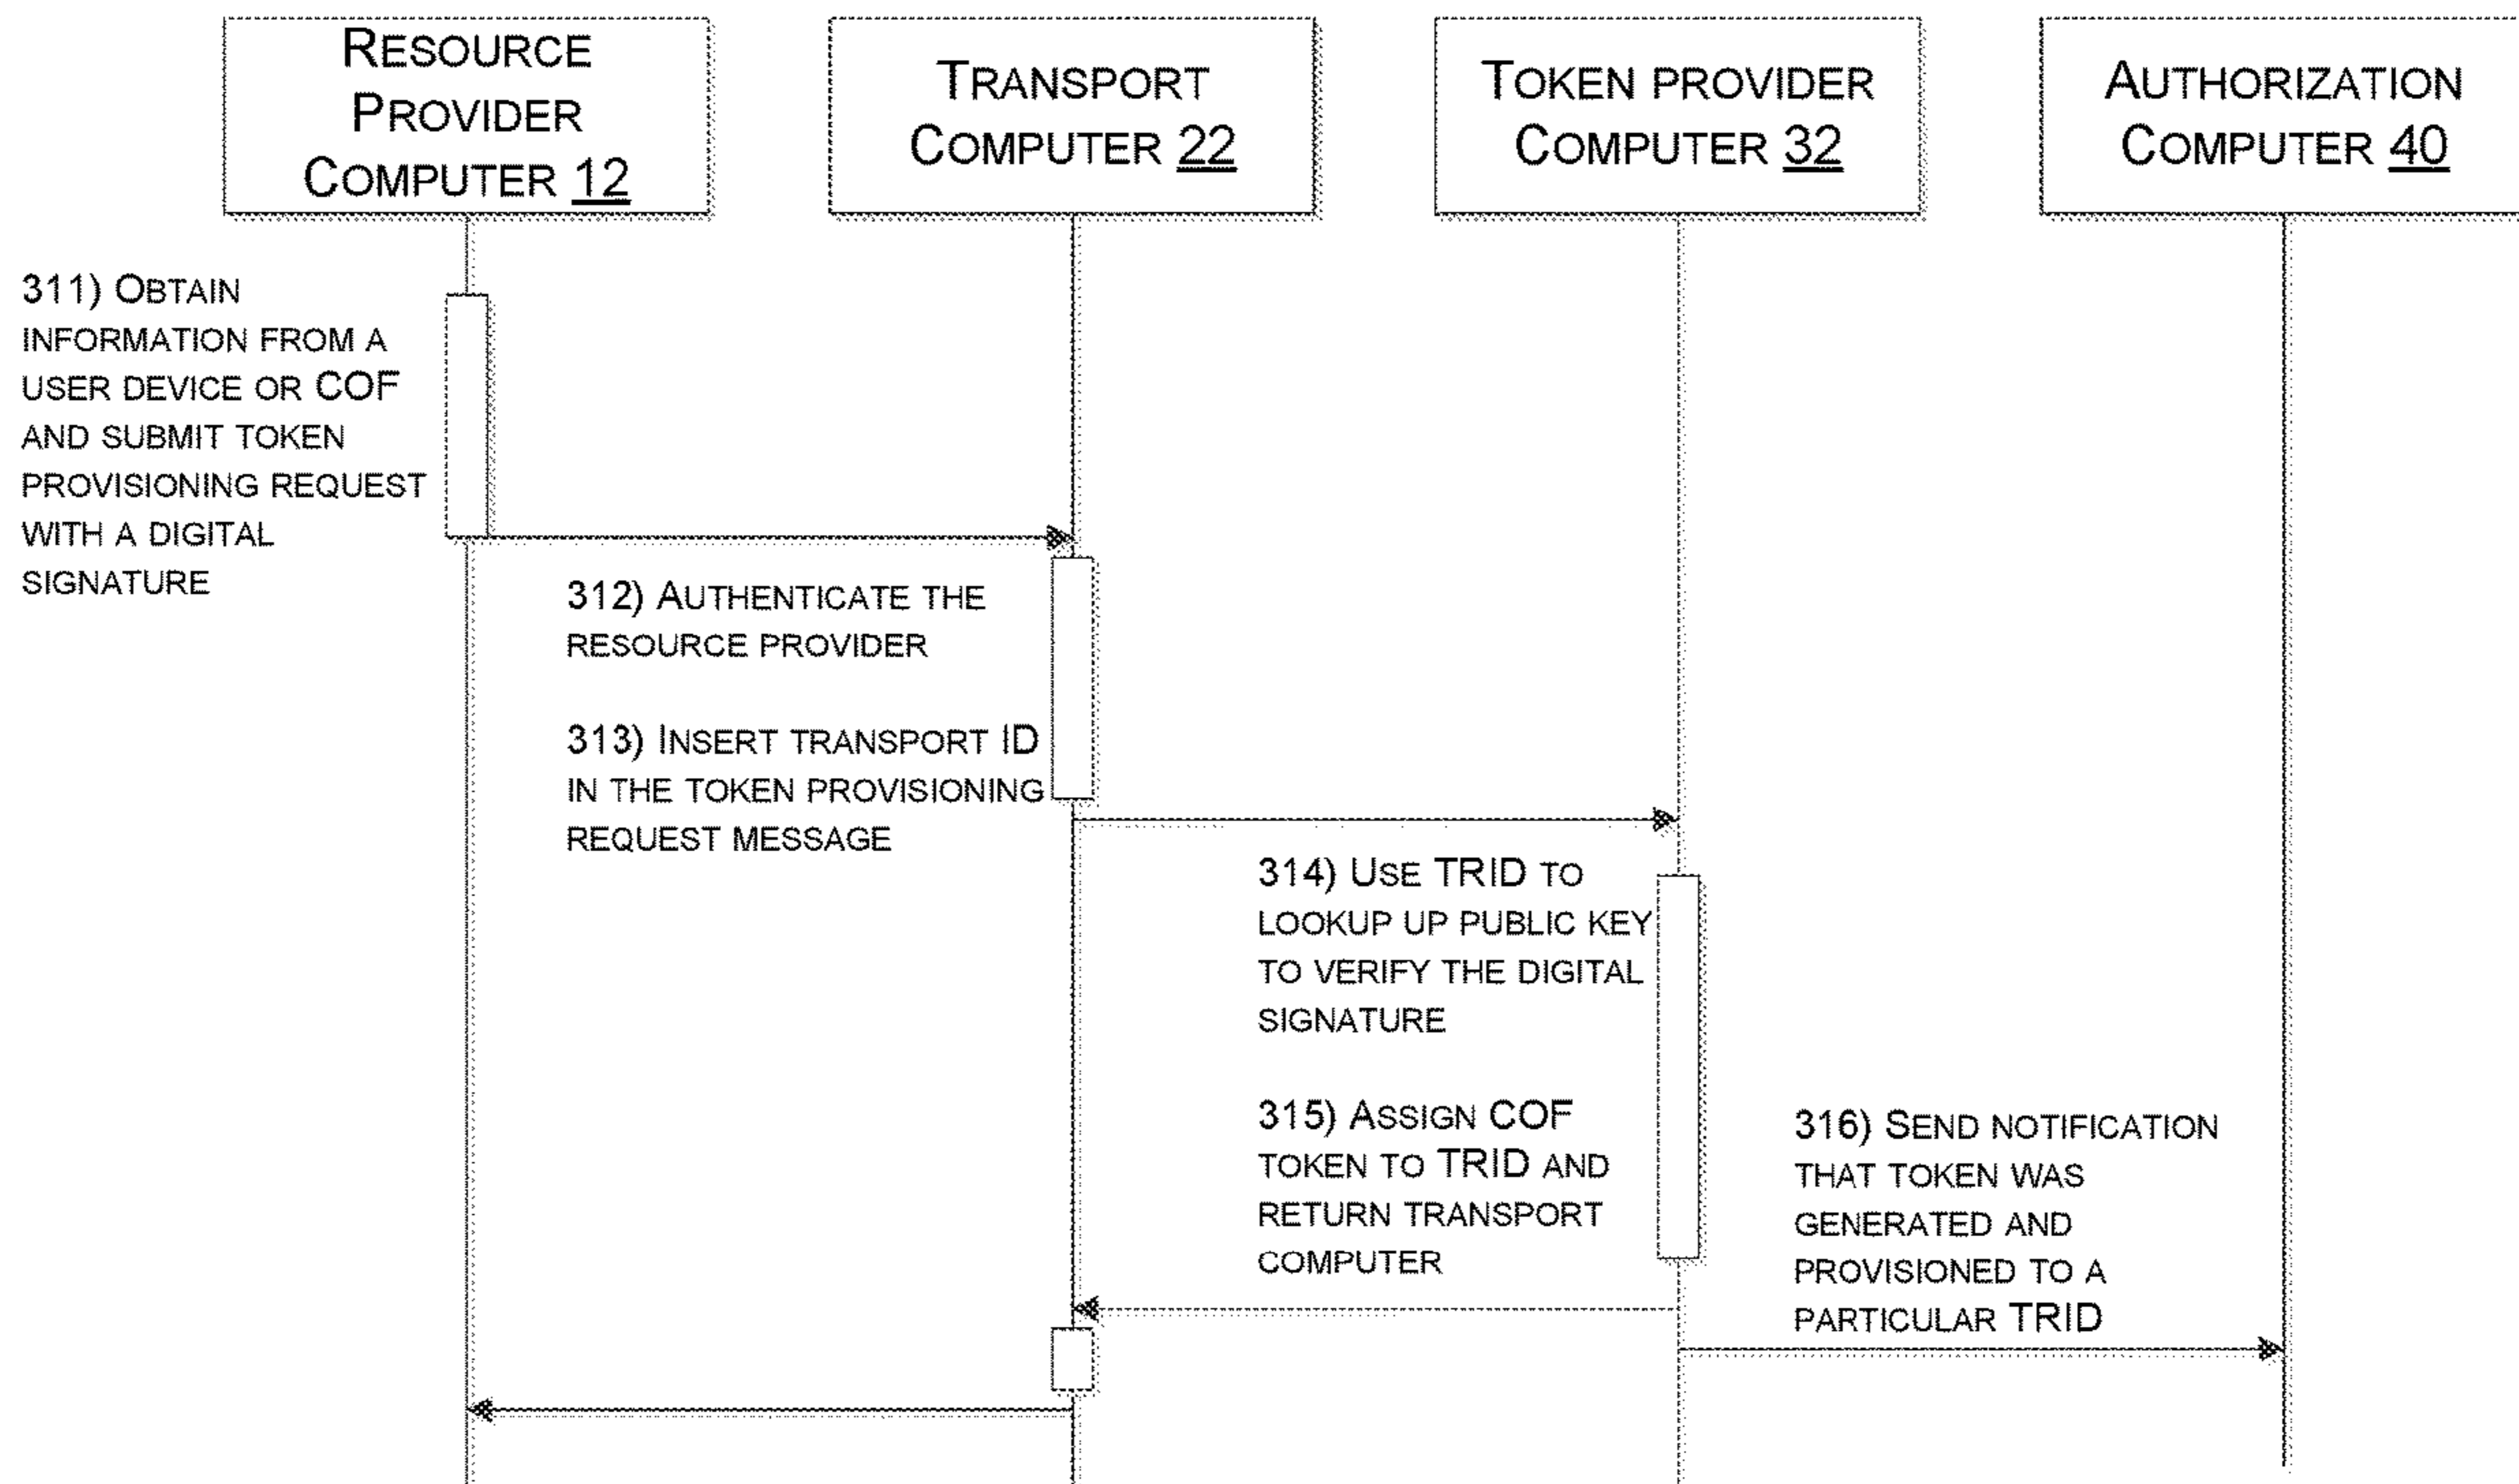 RESOURCE
PROVIDER
COMPUTER 12
TRANSPORT
COMPUTER 22
TOKEN PROVIDER
COMPUTER 32
AUTHORIZATION
COMPUTER 40
311) OBTAIN
INFORMATION FROM A
USER DEVICE OR COF
AND SUBMIT TOKEN
PROVISIONING REQUEST
WITH A DIGITAL
SIGNATURE
312) AUTHENTICATE THE
RESOURCE PROVIDER
313) INSERT TRANSPORT ID
IN THE TOKEN PROVISIONING
REQUEST MESSAGE
314) USE TRID TO
LOOKUP UP PUBLIC KEY
TO VERIFY THE DIGITAL
SIGNATURE
315) ASSIGN COF
TOKEN TO TRID AND
RETURN TRANSPORT
COMPUTER
316) SEND NOTIFICATION
THAT TOKEN WAS
GENERATED AND
PROVISIONED TO A
PARTICULAR TRID